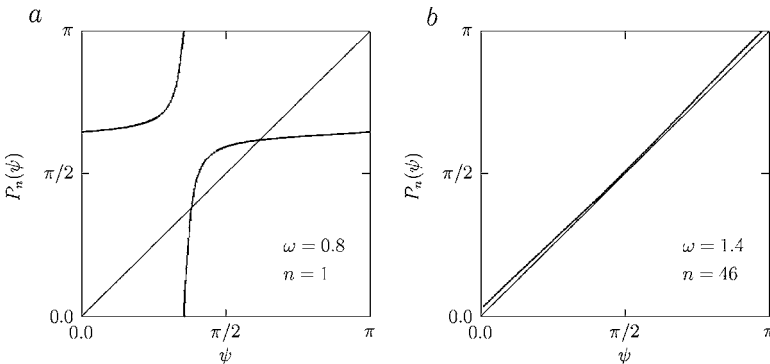 a
π
P_n(ψ)
π/2
0.0
ω = 0.8
n = 1
0.0
π/2
π
ψ
b
π
P_n(ψ)
π/2
0.0
ω = 1.4
n = 46
0.0
π/2
π
ψ